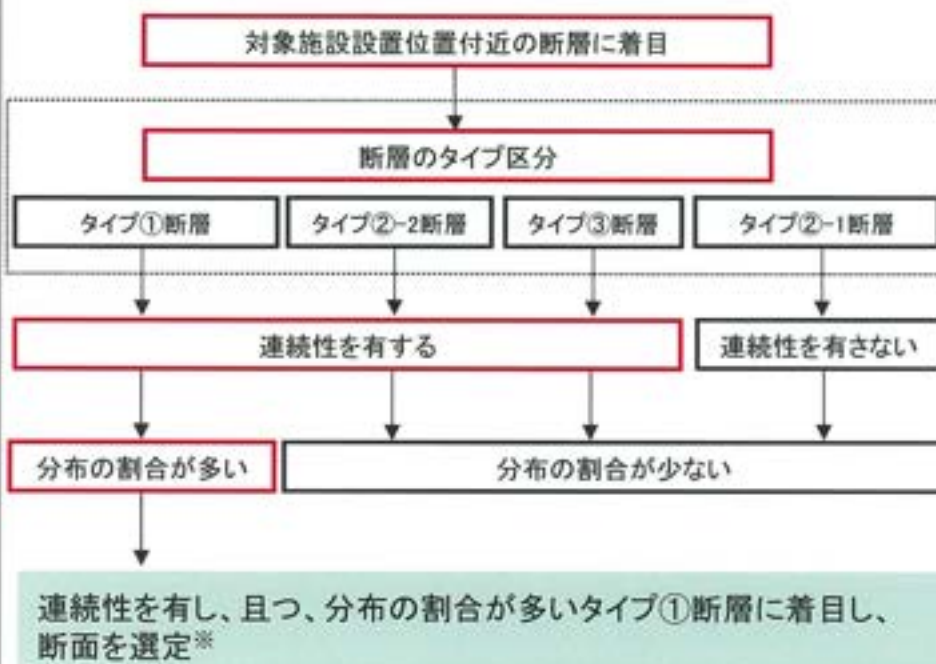 対象施設設置位置付近の断層に着目
断層のタイプ区分
タイプ①断層
タイプ②-2断層
タイプ③断層
タイプ②-1断層
連続性を有する
連続性を有さない
分布の割合が多い
分布の割合が少ない
連続性を有し、且つ、分布の割合が多いタイプ①断層に着目し、
断面を選定※